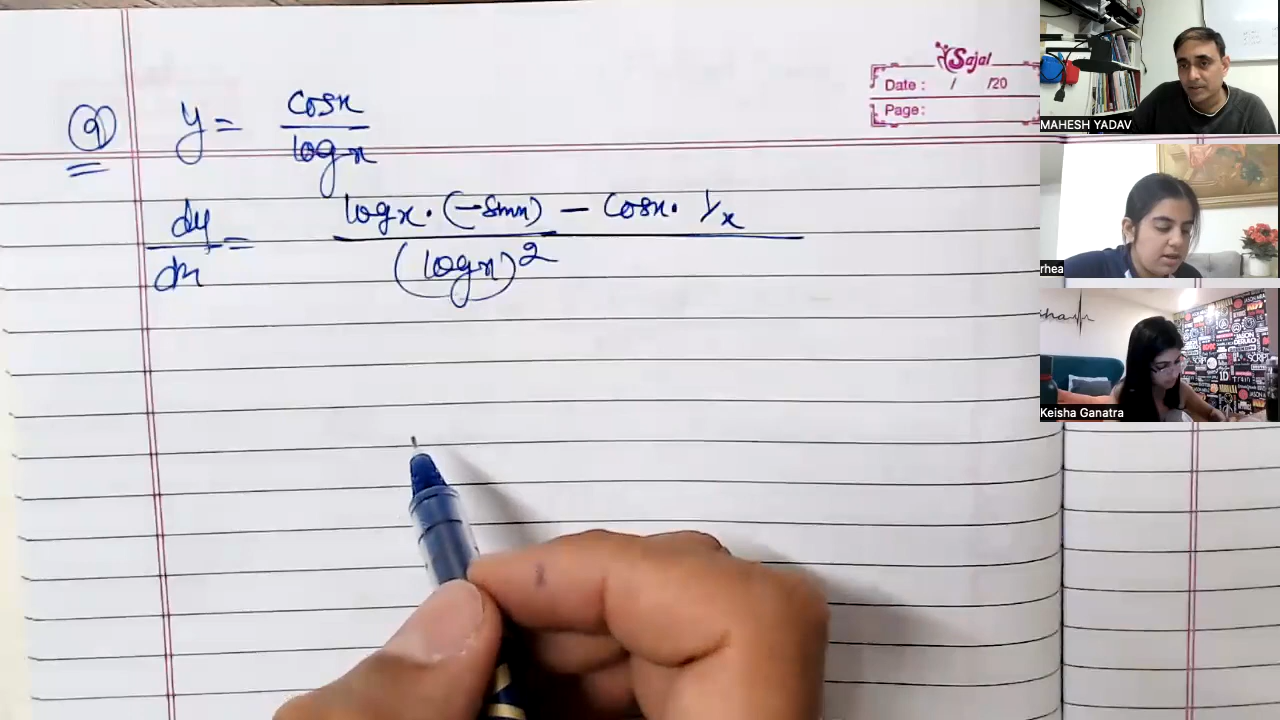 Sajal
Date : / /20
Page:
9) y = cosx / logx
dy/dx = logx · (-sinx) - cosx · 1/x / (logx)2
MAHESH YADAV
rhea
Keisha Ganatra